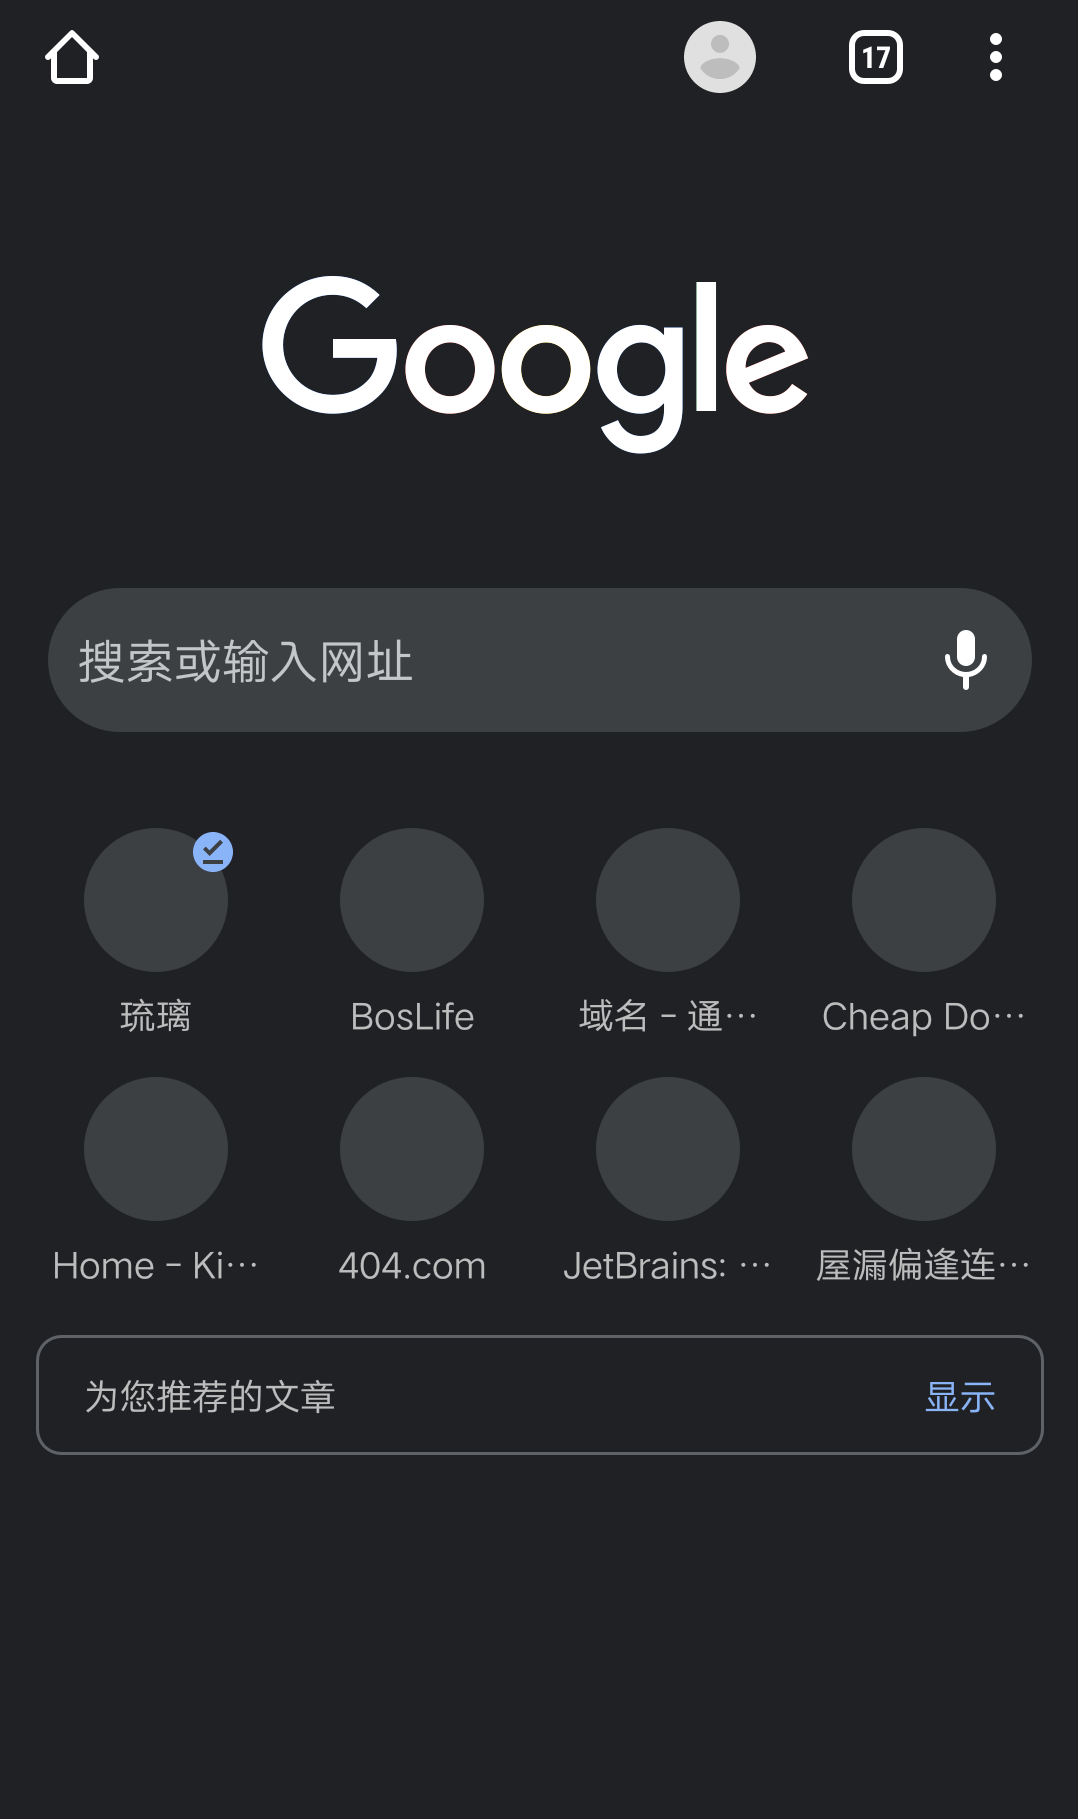 17
Google
搜索或输入网址
琉璃
BosLife
域名 - 通…
Cheap Do…
Home - Ki…
404.com
JetBrains: …
屋漏偏逢连…
为您推荐的文章
显示